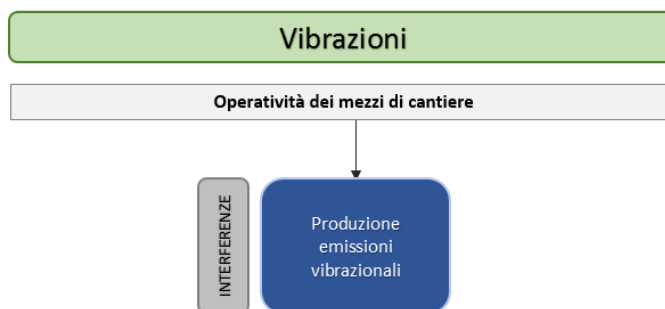 Vibrazioni
Operatività dei mezzi di cantiere
INTERFERENZE
Produzione
emissioni
vibrazionali